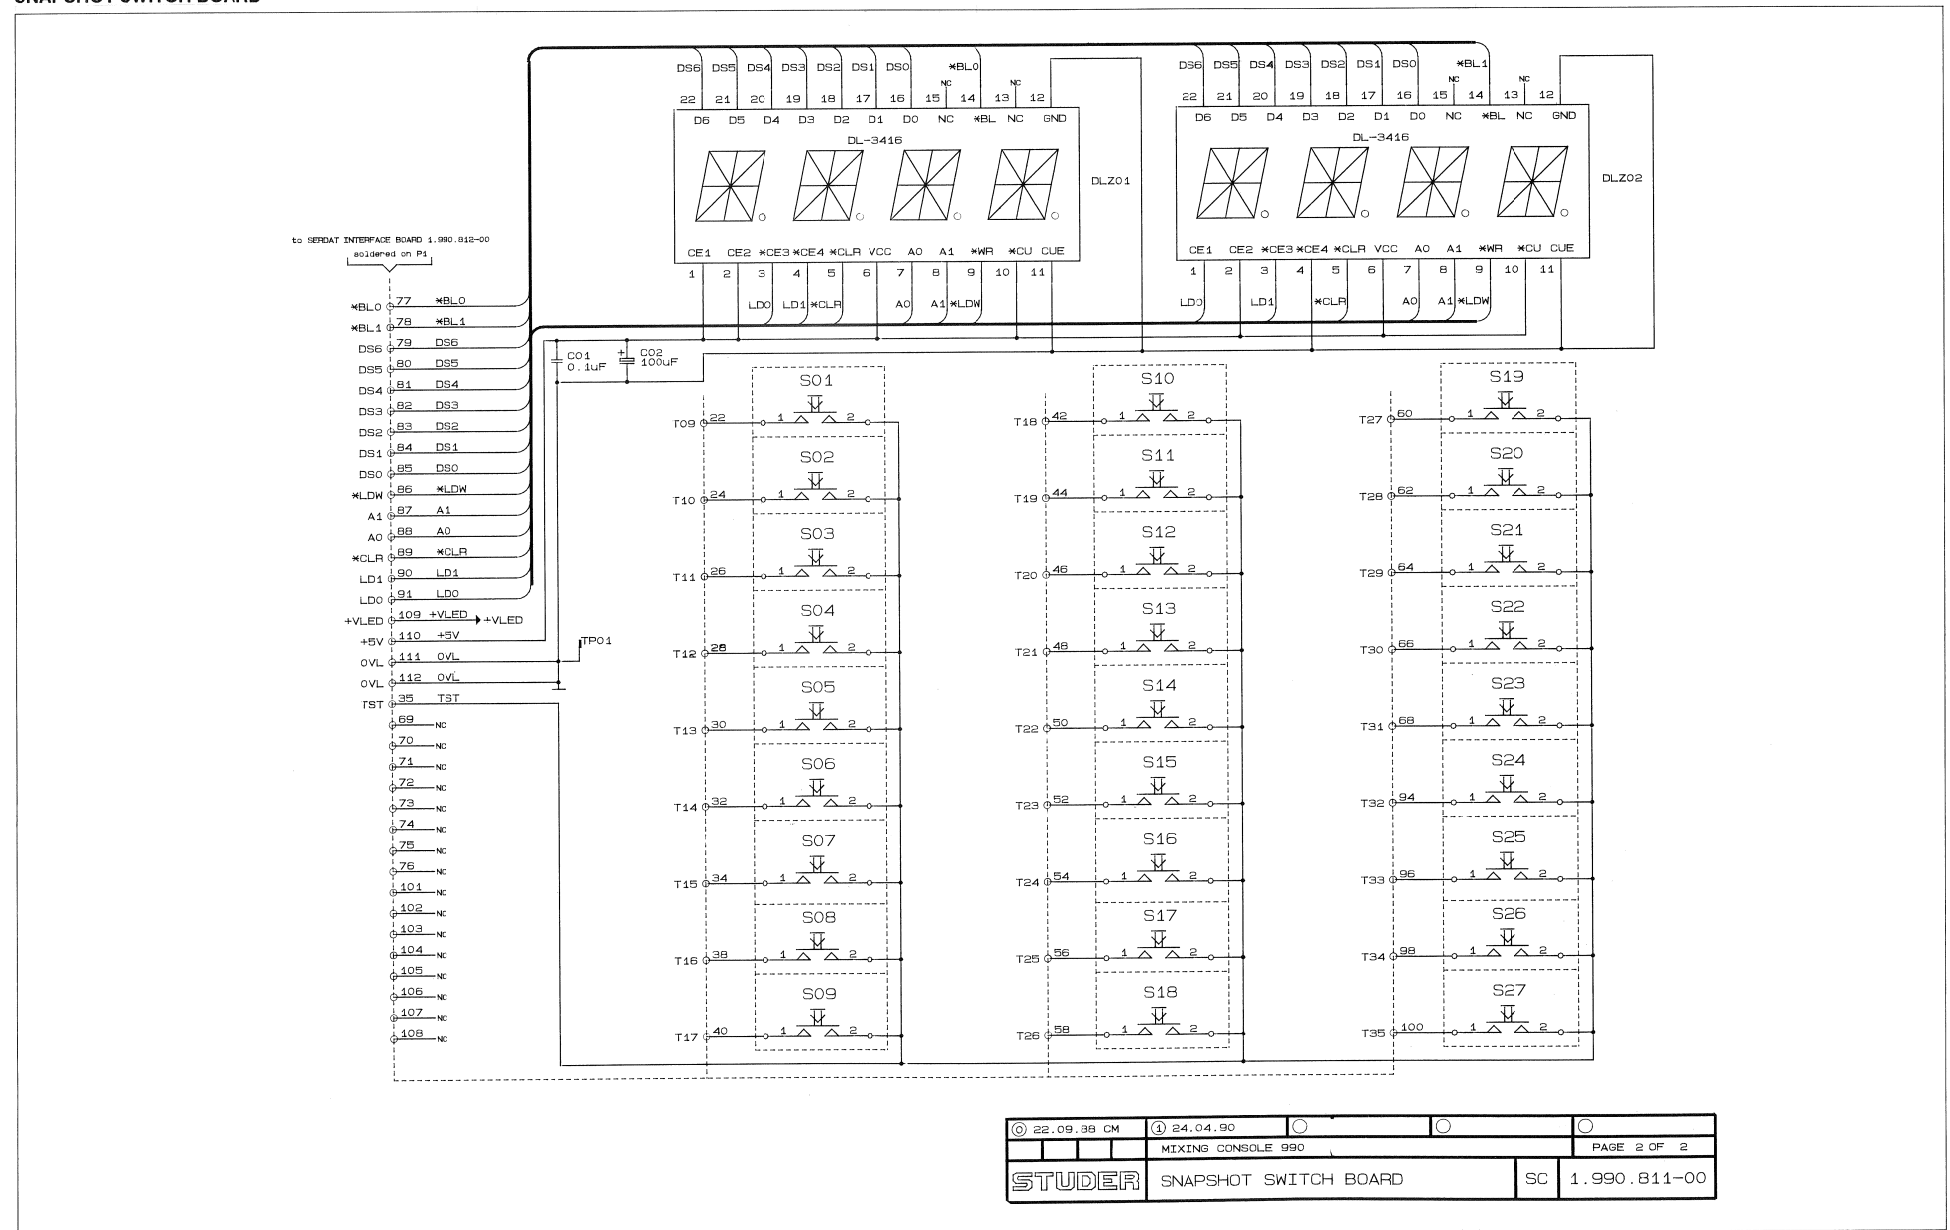 SNAPSHOT SWITCH BOARD
DS6 DS5 DS4 DS3 DS2 DS1 DS0 NC *BL0 NC
22 21 20 19 18 17 16 15 14 13 12
D6 D5 D4 D3 D2 D1 D0 NC *BL NC GND
DL-3416
DLZ01
CE1 CE2 *CE3 *CE4 *CLR VCC A0 A1 *WR *CU CUE
1 2 3 4 5 6 7 8 9 10 11
LD0 LD1 *CLR A0 A1 *LDW
DS6 DS5 DS4 DS3 DS2 DS1 DS0 NC *BL1 NC
22 21 20 19 18 17 16 15 14 13 12
D6 D5 D4 D3 D2 D1 D0 NC *BL NC GND
DL-3416
DLZ02
CE1 CE2 *CE3 *CE4 *CLR VCC A0 A1 *WR *CU CUE
1 2 3 4 5 6 7 8 9 10 11
LD0 LD1 *CLR A0 A1 *LDW
to SERDAT INTERFACE BOARD 1.990.812-00
soldered on P1
*BL0 77 *BL0
*BL1 78 *BL1
DS6 79 DS6
DS5 80 DS5
DS4 81 DS4
DS3 82 DS3
DS2 83 DS2
DS1 84 DS1
DS0 85 DS0
*LDW 86 *LDW
A1 87 A1
A0 88 A0
*CLR 89 *CLR
LD1 90 LD1
LD0 91 LD0
+VLED 109 +VLED +VLED
+5V 110 +5V
0VL 111 0VL
0VL 112 0VL
TST 35 TST
69 NC
70 NC
71 NC
72 NC
73 NC
74 NC
75 NC
76 NC
101 NC
102 NC
103 NC
104 NC
105 NC
106 NC
107 NC
108 NC
C01
0.1uF
+ C02
100uF
TP01
S01
T09 22 1 2
S02
T10 24 1 2
S03
T11 26 1 2
S04
T12 28 1 2
S05
T13 30 1 2
S06
T14 32 1 2
S07
T15 34 1 2
S08
T16 38 1 2
S09
T17 40 1 2
S10
T18 42 1 2
S11
T19 44 1 2
S12
T20 46 1 2
S13
T21 48 1 2
S14
T22 50 1 2
S15
T23 52 1 2
S16
T24 54 1 2
S17
T25 56 1 2
S18
T26 58 1 2
S19
T27 60 1 2
S20
T28 62 1 2
S21
T29 64 1 2
S22
T30 66 1 2
S23
T31 68 1 2
S24
T32 94 1 2
S25
T33 96 1 2
S26
T34 98 1 2
S27
T35 100 1 2
0 22.09.88 CM 1 24.04.90
MIXING CONSOLE 990 PAGE 2 OF 2
STUDER SNAPSHOT SWITCH BOARD SC 1.990.811-00